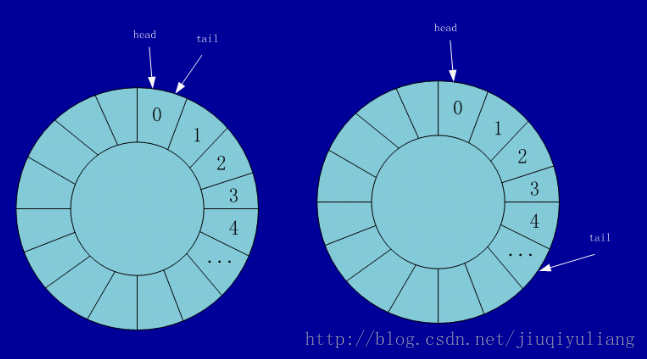 head
tail
0
1
2
3
4
...
head
0
1
2
3
4
...
tail
http://blog.csdn.net/jiuqiyuliang